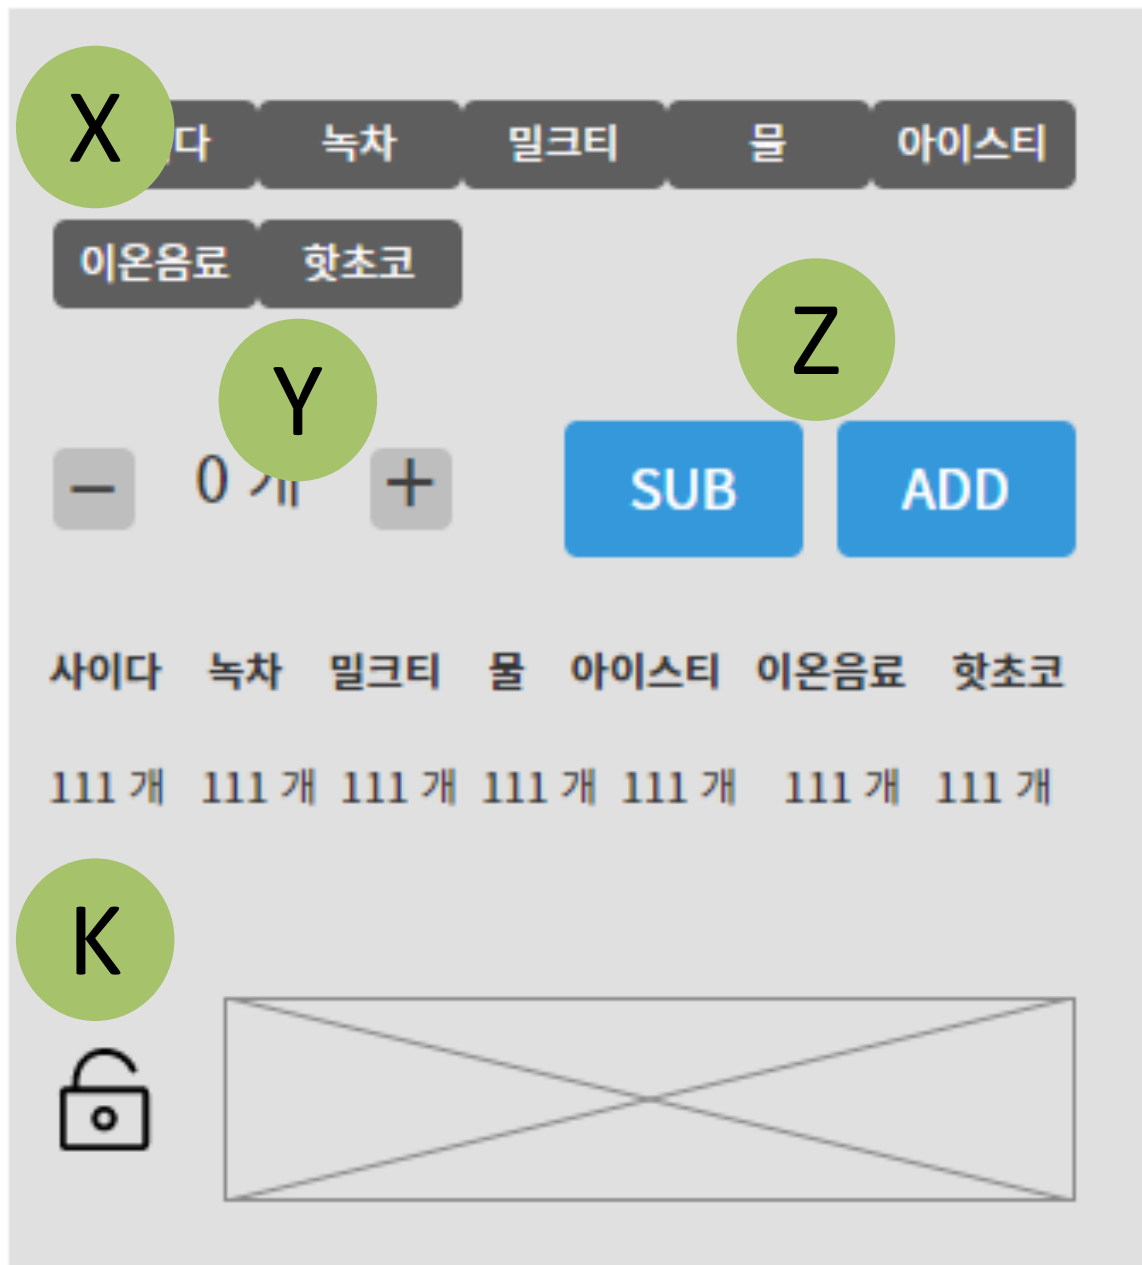 X
다 녹차 밀크티 물 아이스티
이온음료 핫초코
Y Z
− 0 개 + SUB ADD
사이다 녹차 밀크티 물 아이스티 이온음료 핫초코
111 개 111 개 111 개 111 개 111 개 111 개 111 개
K